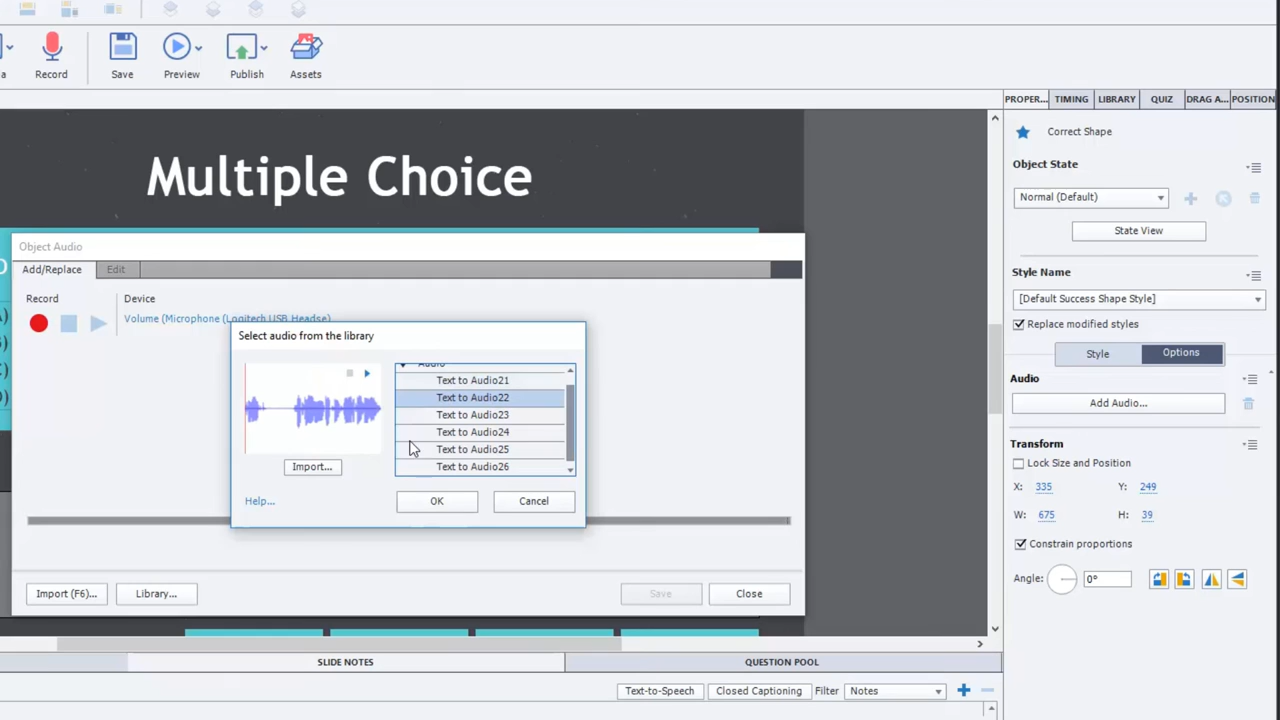 Record
Save
Preview
Publish
Assets
PROPER...
TIMING
LIBRARY
QUIZ
DRAG A...
POSITION
Correct Shape
Object State
Normal (Default)
State View
Style Name
[Default Success Shape Style]
Replace modified styles
Style
Options
Audio
Add Audio...
Transform
Lock Size and Position
X: 335 Y: 249
W: 675 H: 39
Constrain proportions
Angle: 0°
Multiple Choice
Object Audio
Add/Replace
Edit
Record
Device
Volume (Microphone (Logitech USB Headse)
Select audio from the library
Audio
Text to Audio21
Text to Audio22
Text to Audio23
Text to Audio24
Text to Audio25
Text to Audio26
Import...
Help...
OK
Cancel
Import (F6)...
Library...
Save
Close
SLIDE NOTES
QUESTION POOL
Text-to-Speech
Closed Captioning
Filter
Notes